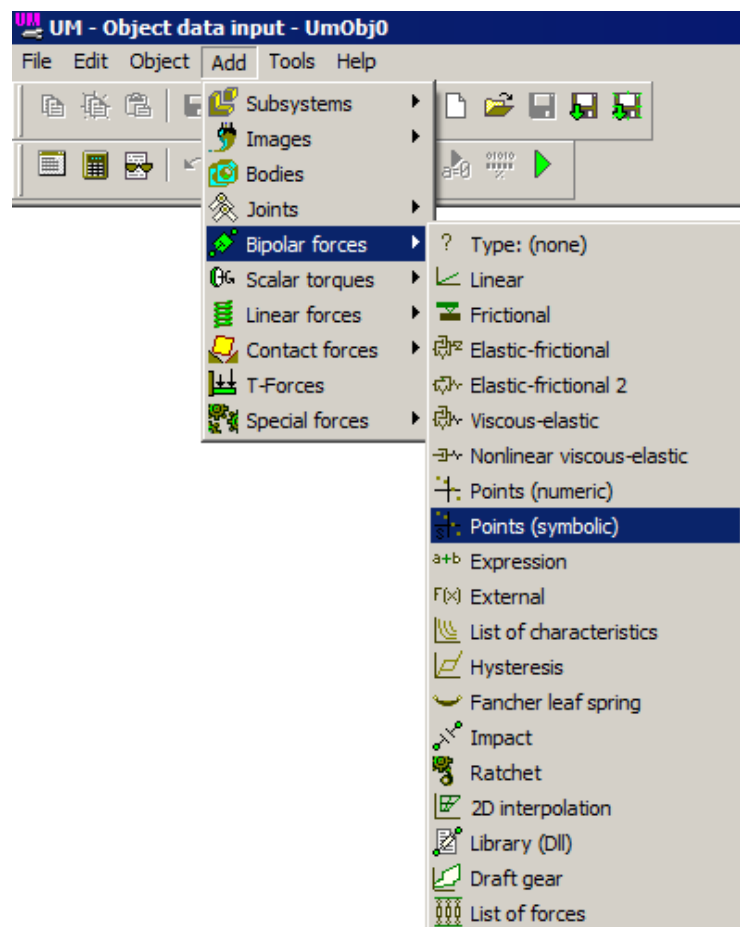 UM - Object data input - UmObj0
File Edit Object Add Tools Help
Subsystems
Images
Bodies
Joints
Bipolar forces
Scalar torques
Linear forces
Contact forces
T-Forces
Special forces
? Type: (none)
Linear
Frictional
Elastic-frictional
Elastic-frictional 2
Viscous-elastic
Nonlinear viscous-elastic
Points (numeric)
Points (symbolic)
a+b Expression
F(x) External
List of characteristics
Hysteresis
Fancher leaf spring
Impact
Ratchet
2D interpolation
Library (Dll)
Draft gear
List of forces